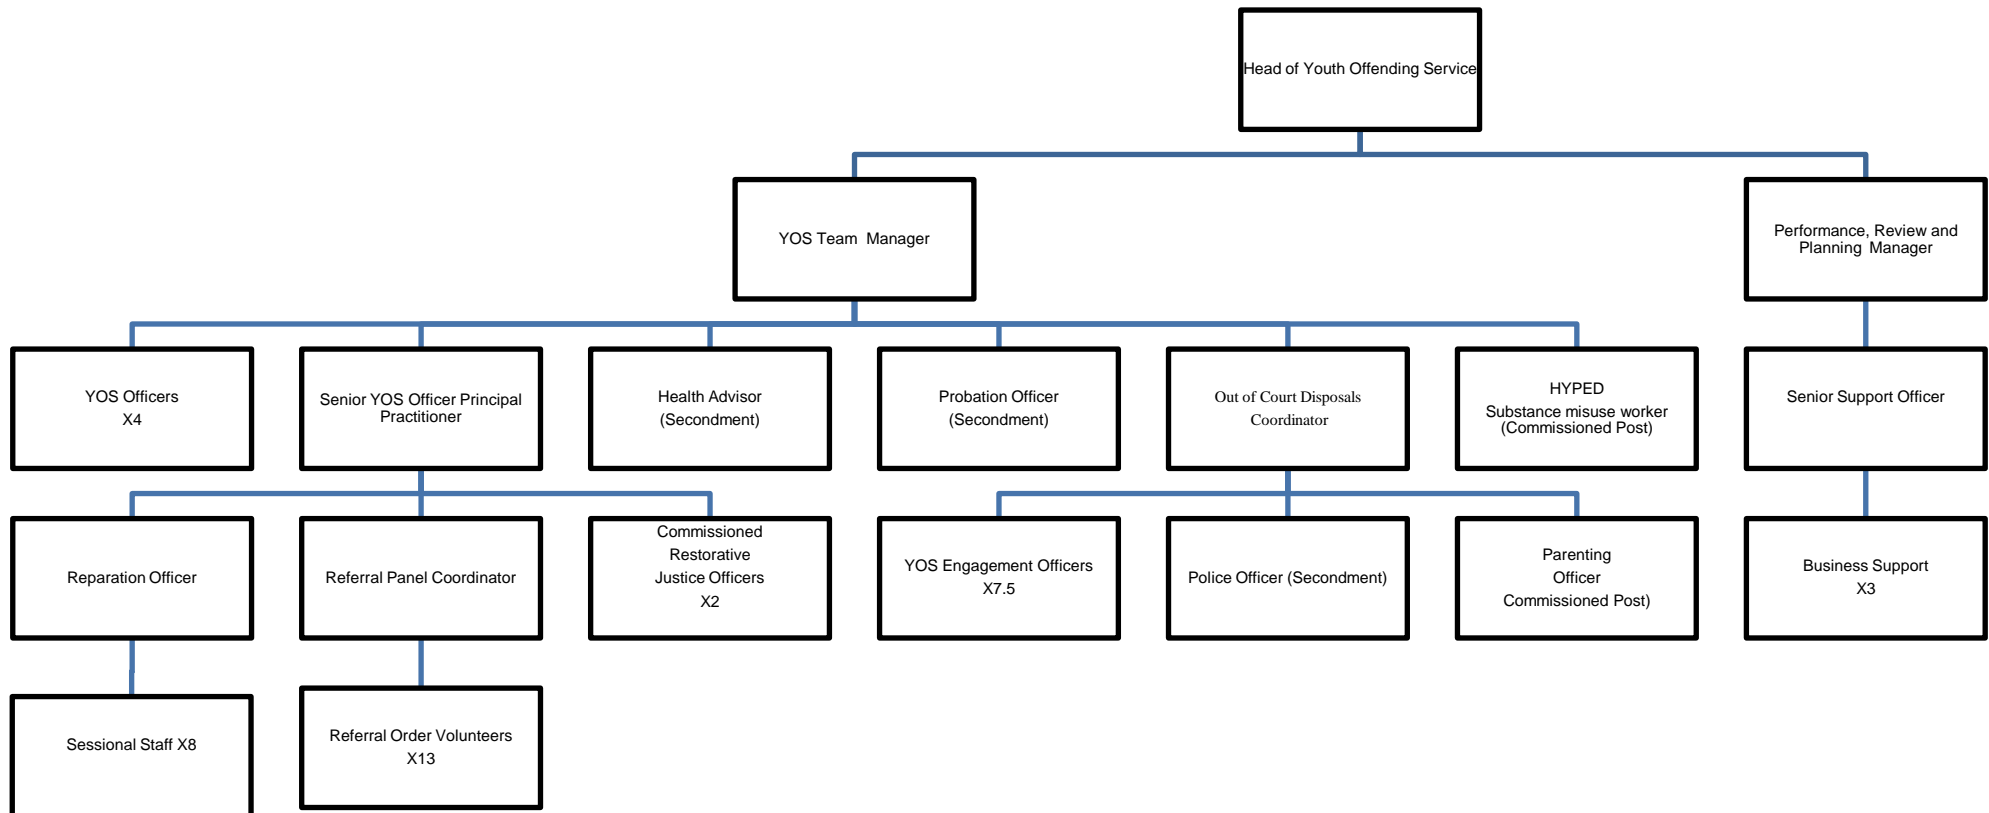 Head of Youth Offending Service
YOS Team Manager
Performance, Review and
Planning Manager
YOS Officers
X4
Senior YOS Officer Principal
Practitioner
Health Advisor
(Secondment)
Probation Officer
(Secondment)
Out of Court Disposals
Coordinator
HYPED
Substance misuse worker
(Commissioned Post)
Senior Support Officer
Reparation Officer
Referral Panel Coordinator
Commissioned
Restorative
Justice Officers
X2
YOS Engagement Officers
X7.5
Police Officer (Secondment)
Parenting
Officer
Commissioned Post)
Business Support
X3
Sessional Staff X8
Referral Order Volunteers
X13